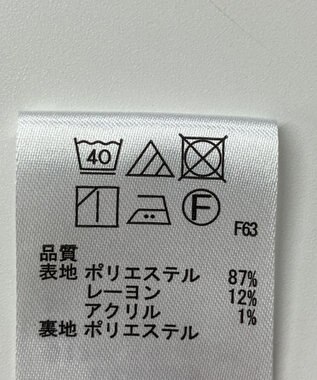 40
F
F63
品質
表地 ポリエステル 87%
レーヨン 12%
アクリル 1%
裏地 ポリエステル